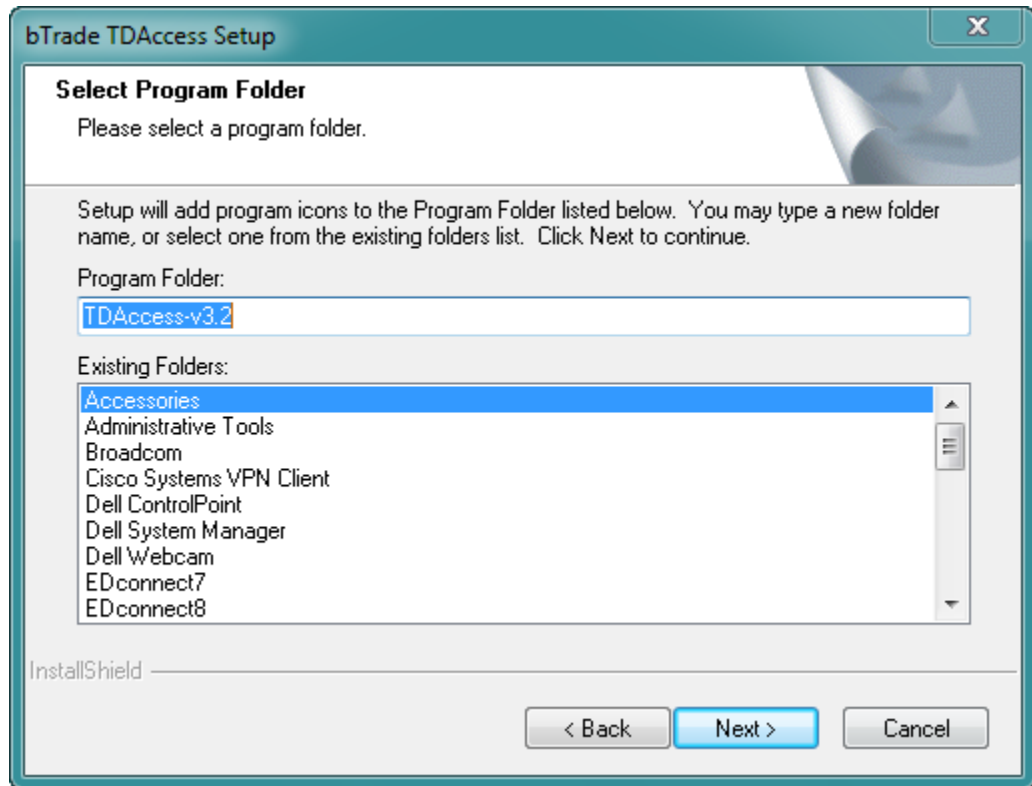 bTrade TDAccess Setup
Select Program Folder
Please select a program folder.
Setup will add program icons to the Program Folder listed below. You may type a new folder
name, or select one from the existing folders list. Click Next to continue.
Program Folder:
TDAccess-v3.2
Existing Folders:
Accessories
Administrative Tools
Broadcom
Cisco Systems VPN Client
Dell ControlPoint
Dell System Manager
Dell Webcam
EDconnect7
EDconnect8
InstallShield
< Back Next > Cancel